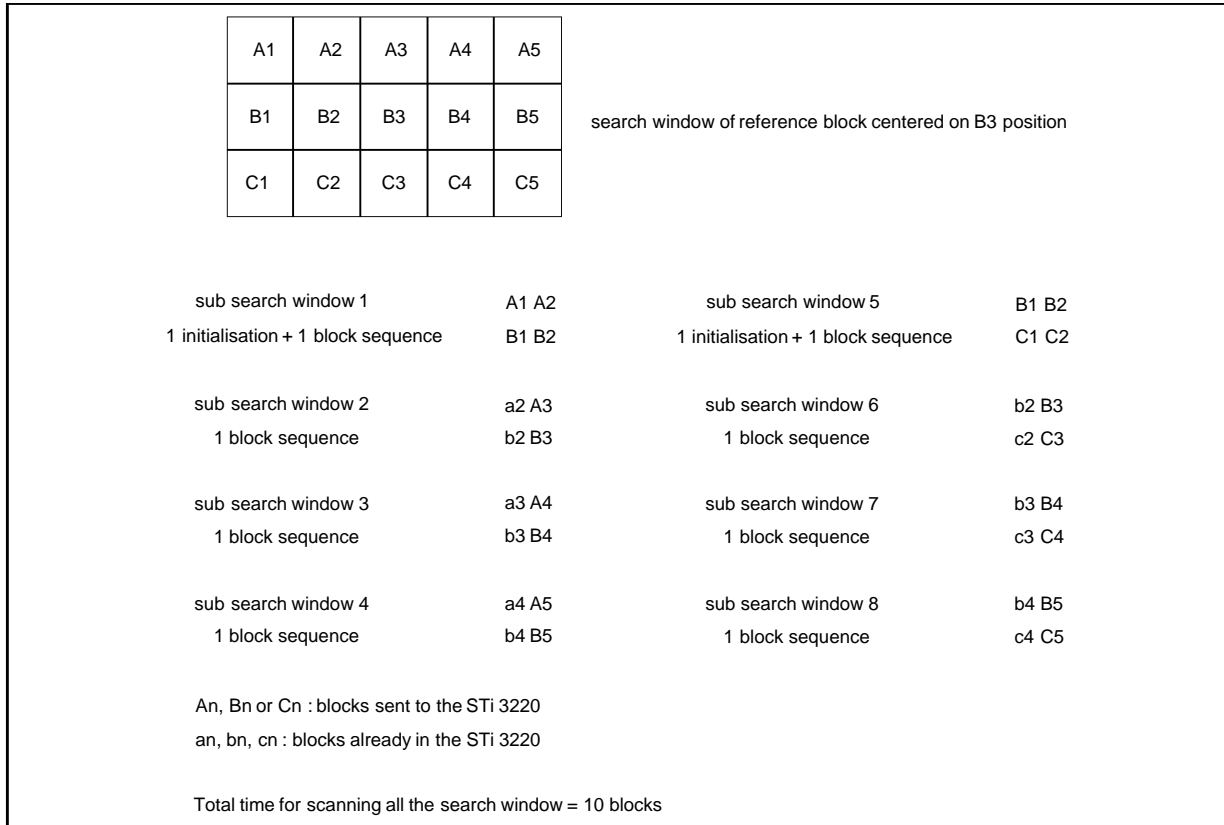 A1 A2 A3 A4 A5
B1 B2 B3 B4 B5
search window of reference block centered on B3 position
C1 C2 C3 C4 C5
sub search window 1 A1 A2
1 initialisation + 1 block sequence B1 B2
sub search window 2 a2 A3
1 block sequence b2 B3
sub search window 3 a3 A4
1 block sequence b3 B4
sub search window 4 a4 A5
1 block sequence b4 B5
sub search window 5 B1 B2
1 initialisation + 1 block sequence C1 C2
sub search window 6 b2 B3
1 block sequence c2 C3
sub search window 7 b3 B4
1 block sequence c3 C4
sub search window 8 b4 B5
1 block sequence c4 C5
An, Bn or Cn : blocks sent to the STi 3220
an, bn, cn : blocks already in the STi 3220
Total time for scanning all the search window = 10 blocks